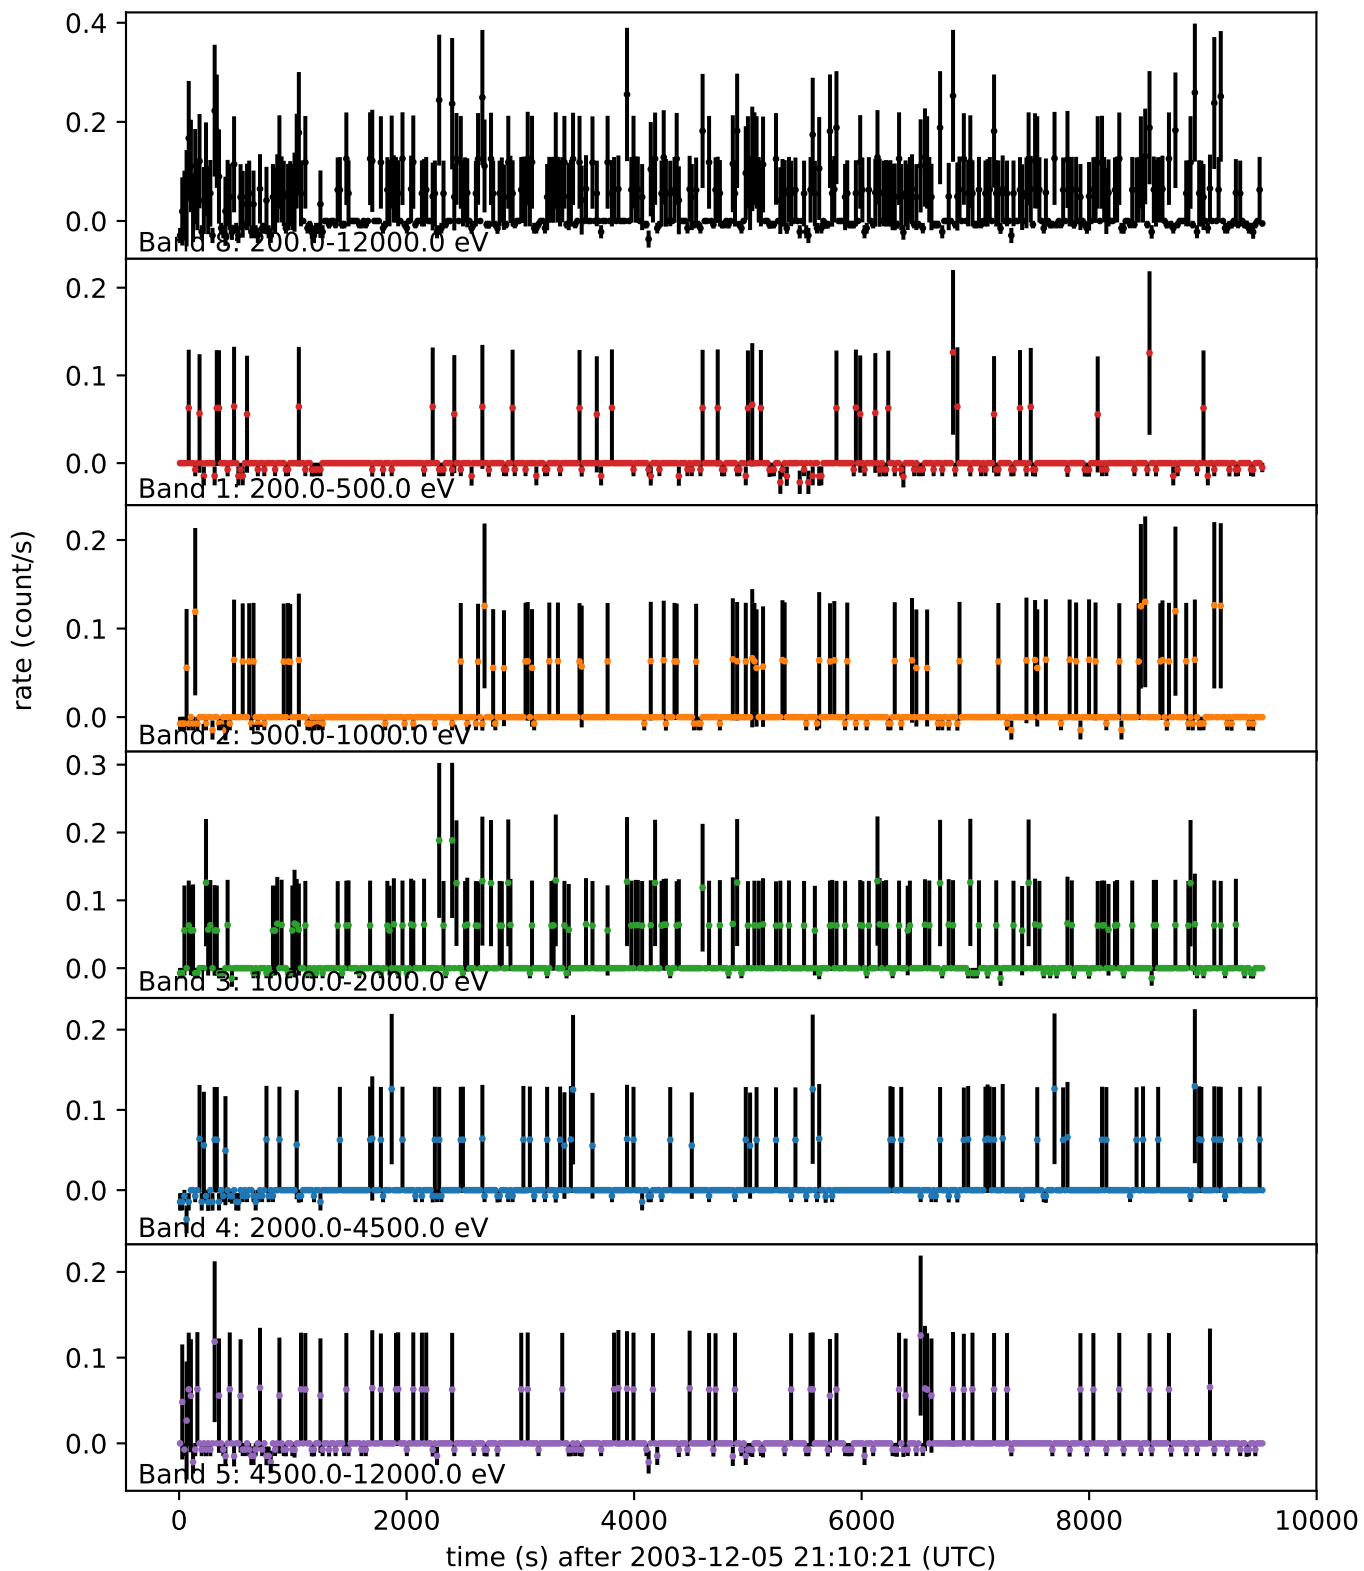 0.4
0.2
0.0
Band 8: 200.0-12000.0 eV
0.2
0.1
0.0
Band 1: 200.0-500.0 eV
0.2
0.1
0.0
Band 2: 500.0-1000.0 eV
rate (count/s)
0.3
0.2
0.1
0.0
Band 3: 1000.0-2000.0 eV
0.2
0.1
0.0
Band 4: 2000.0-4500.0 eV
0.2
0.1
0.0
Band 5: 4500.0-12000.0 eV
0 2000 4000 6000 8000 10000
time (s) after 2003-12-05 21:10:21 (UTC)